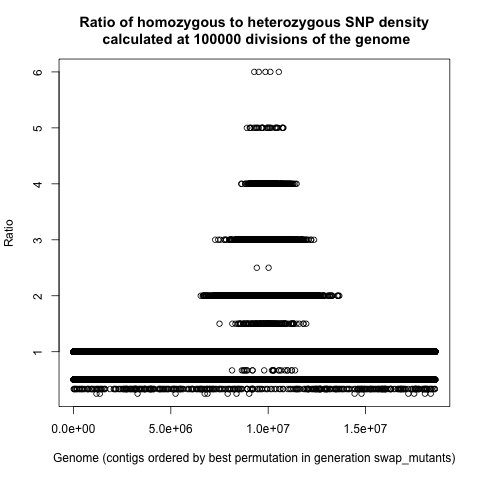 Ratio of homozygous to heterozygous SNP density
calculated at 100000 divisions of the genome
6
5
4
3
2
1
Ratio
0.0e+00 5.0e+06 1.0e+07 1.5e+07
Genome (contigs ordered by best permutation in generation swap_mutants)